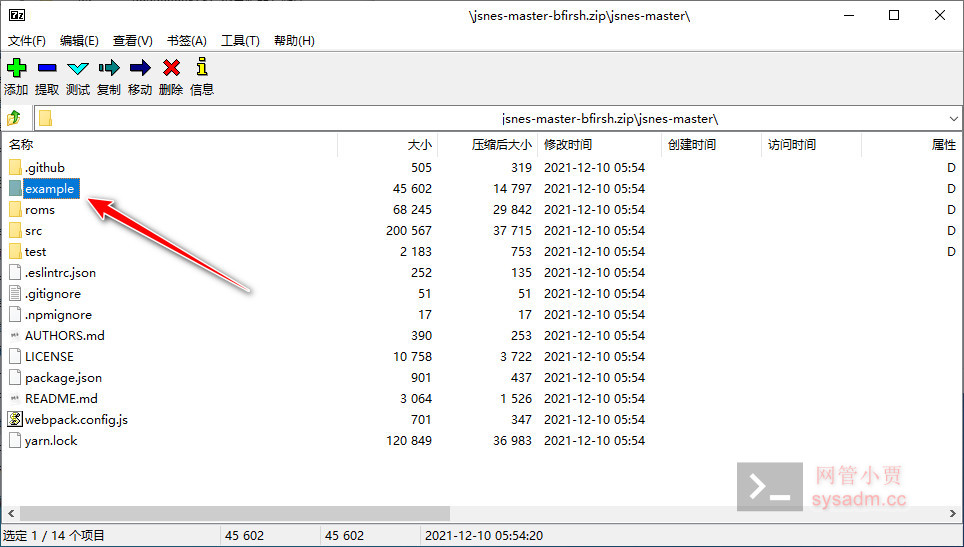 \jsnes-master-bfirsh.zip\jsnes-master\
文件(F) 编辑(E) 查看(V) 书签(A) 工具(T) 帮助(H)
添加 提取 测试 复制 移动 删除 信息
jsnes-master-bfirsh.zip\jsnes-master\
名称 大小 压缩后大小 修改时间 创建时间 访问时间 属性
.github 505 319 2021-12-10 05:54 D
example 45 602 14 797 2021-12-10 05:54 D
roms 68 245 29 842 2021-12-10 05:54 D
src 200 567 37 715 2021-12-10 05:54 D
test 2 183 753 2021-12-10 05:54 D
.eslintrc.json 252 135 2021-12-10 05:54
.gitignore 51 51 2021-12-10 05:54
.npmignore 17 17 2021-12-10 05:54
AUTHORS.md 390 253 2021-12-10 05:54
LICENSE 10 758 3 722 2021-12-10 05:54
package.json 901 437 2021-12-10 05:54
README.md 3 064 1 526 2021-12-10 05:54
webpack.config.js 701 347 2021-12-10 05:54
yarn.lock 120 849 36 983 2021-12-10 05:54
网管小贾
sysadm.cc
选定 1 / 14 个项目 45 602 45 602 2021-12-10 05:54:20